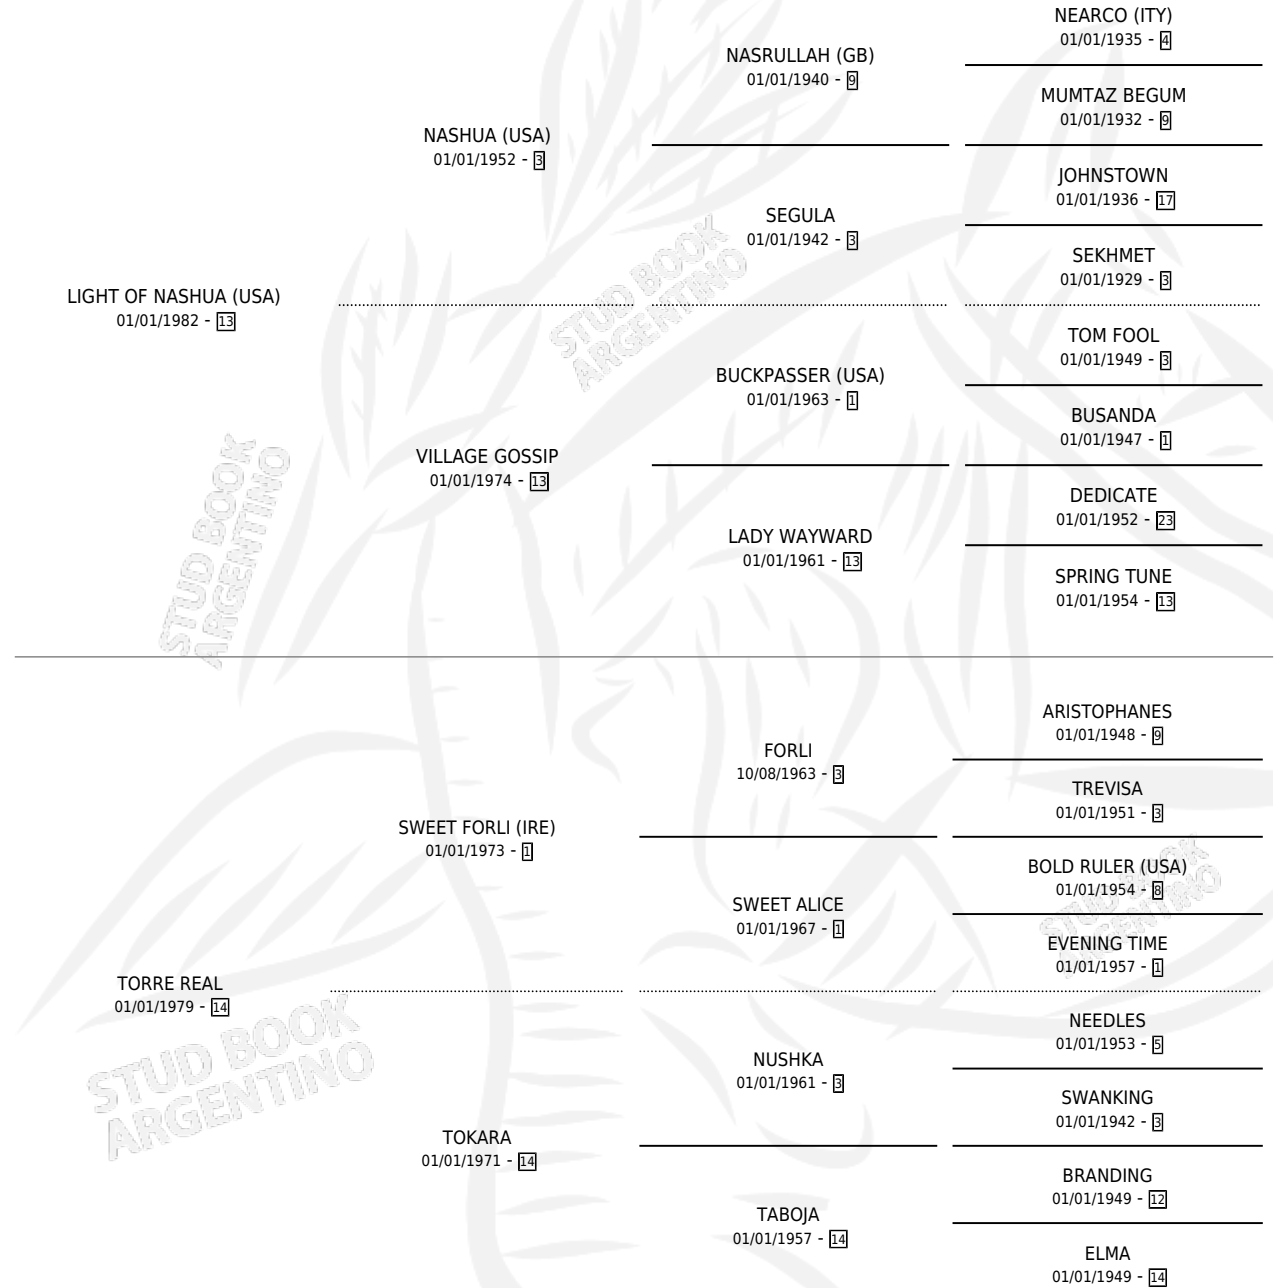 NEARCO (ITY)
01/01/1935 - 4
NASRULLAH (GB)
01/01/1940 - 9
MUMTAZ BEGUM
01/01/1932 - 9
NASHUA (USA)
01/01/1952 - 3
JOHNSTOWN
01/01/1936 - 17
SEGULA
01/01/1942 - 3
SEKHMET
01/01/1929 - 3
LIGHT OF NASHUA (USA)
01/01/1982 - 13
TOM FOOL
01/01/1949 - 3
BUCKPASSER (USA)
01/01/1963 - 1
BUSANDA
01/01/1947 - 1
VILLAGE GOSSIP
01/01/1974 - 13
DEDICATE
01/01/1952 - 23
LADY WAYWARD
01/01/1961 - 13
SPRING TUNE
01/01/1954 - 13
ARISTOPHANES
01/01/1948 - 9
FORLI
10/08/1963 - 3
TREVISA
01/01/1951 - 3
SWEET FORLI (IRE)
01/01/1973 - 1
BOLD RULER (USA)
01/01/1954 - 8
SWEET ALICE
01/01/1967 - 1
EVENING TIME
01/01/1957 - 1
TORRE REAL
01/01/1979 - 14
NEEDLES
01/01/1953 - 5
NUSHKA
01/01/1961 - 3
SWANKING
01/01/1942 - 3
TOKARA
01/01/1971 - 14
BRANDING
01/01/1949 - 12
TABOJA
01/01/1957 - 14
ELMA
01/01/1949 - 14
STUD BOOK
ARGENTINO
STUD BOOK
ARGENTINO
STUD BOOK
ARGENTINO
STUD BOOK
ARGENTINO